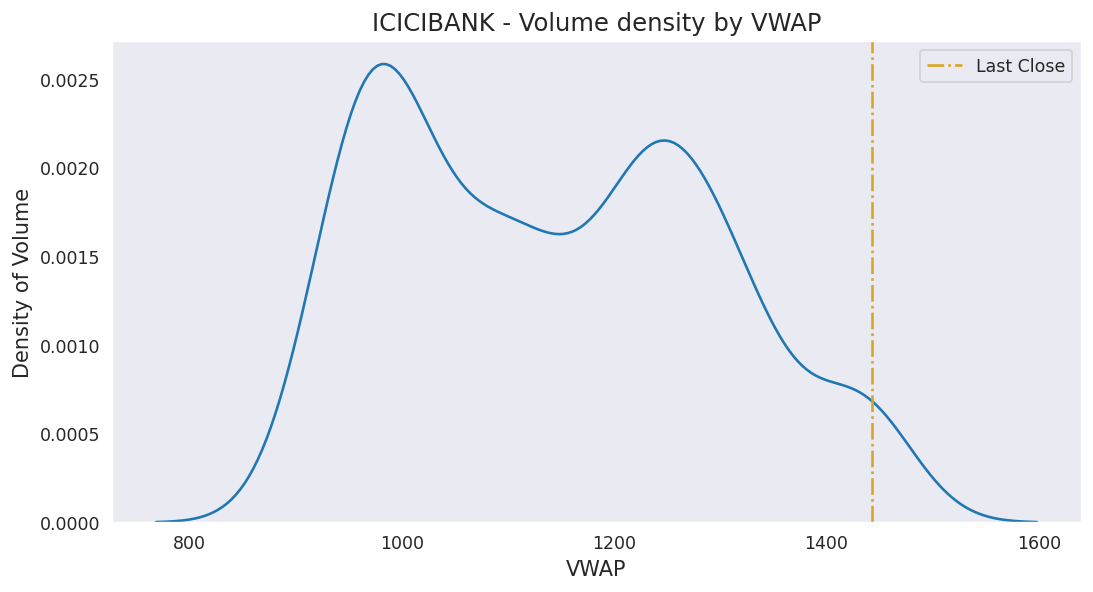 ICICIBANK - Volume density by VWAP
Last Close
Density of Volume
0.0025
0.0020
0.0015
0.0010
0.0005
0.0000
800 1000 1200 1400 1600
VWAP